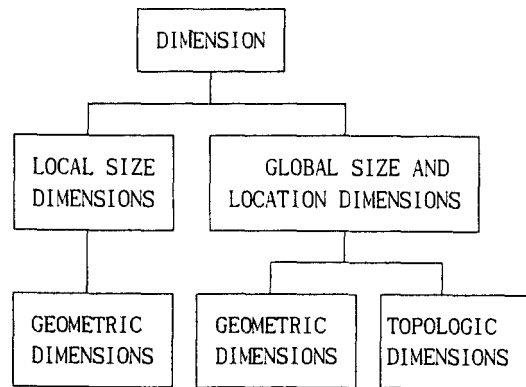 DIMENSION
LOCAL SIZE
DIMENSIONS
GLOBAL SIZE AND
LOCATION DIMENSIONS
GEOMETRIC
DIMENSIONS
GEOMETRIC
DIMENSIONS
TOPOLOGIC
DIMENSIONS